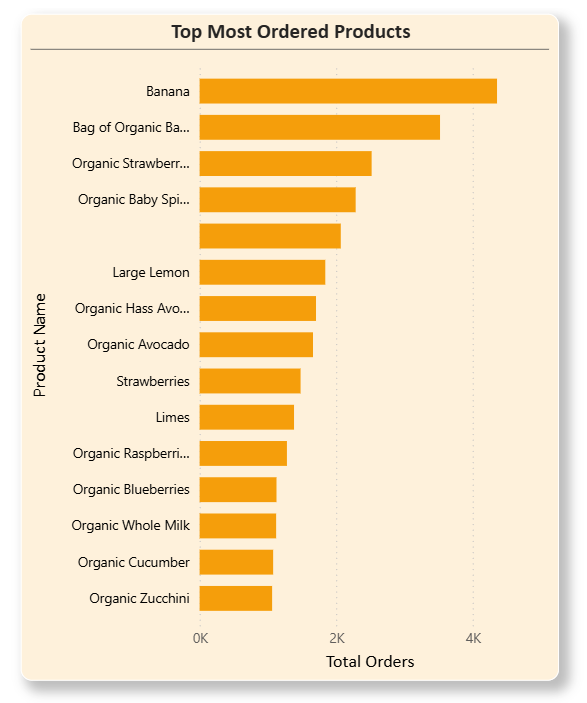 Top Most Ordered Products
Banana
Bag of Organic Ba...
Organic Strawberr...
Organic Baby Spi...
Large Lemon
Organic Hass Avo...
Organic Avocado
Strawberries
Limes
Organic Raspberri...
Organic Blueberries
Organic Whole Milk
Organic Cucumber
Organic Zucchini
Product Name
0K 2K 4K
Total Orders